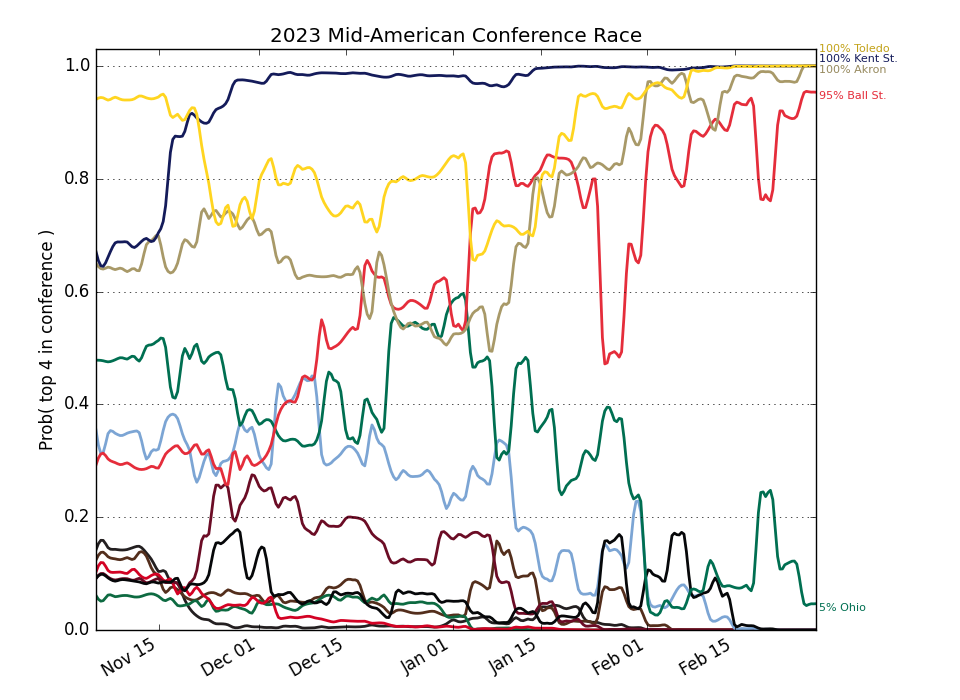 2023 Mid-American Conference Race
100% Toledo
100% Kent St.
100% Akron
95% Ball St.
5% Ohio
Prob( top 4 in conference )
1.0
0.8
0.6
0.4
0.2
0.0
Nov 15
Dec 01
Dec 15
Jan 01
Jan 15
Feb 01
Feb 15